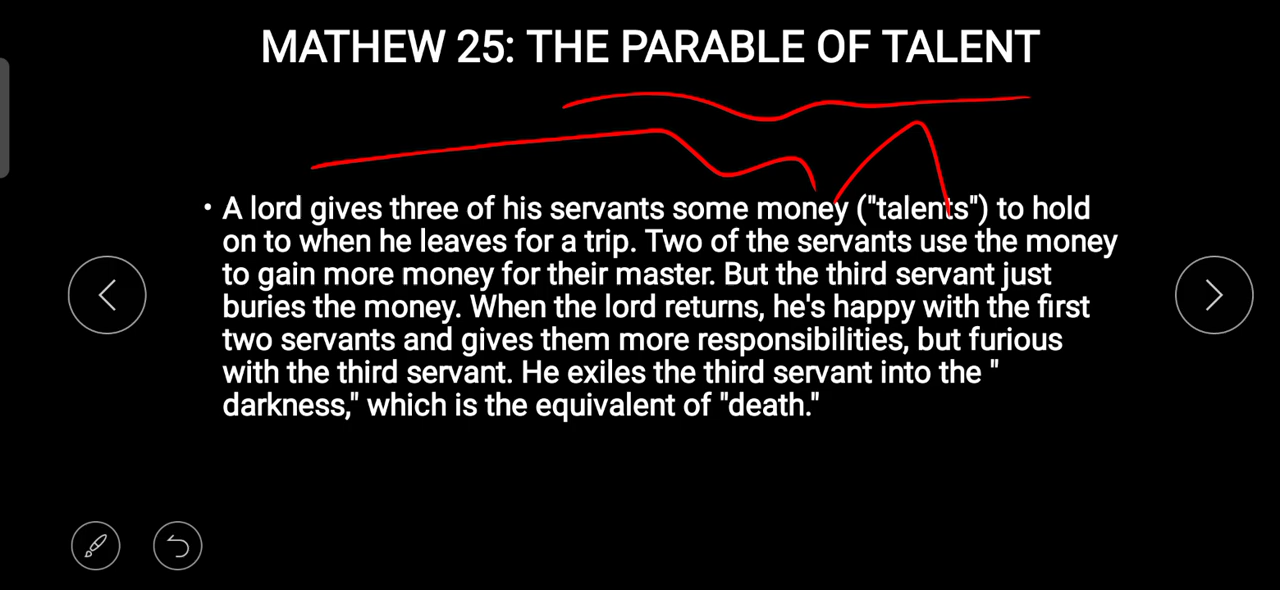 MATHEW 25: THE PARABLE OF TALENT
• A lord gives three of his servants some money ("talents") to hold
on to when he leaves for a trip. Two of the servants use the money
to gain more money for their master. But the third servant just
buries the money. When the lord returns, he's happy with the first
two servants and gives them more responsibilities, but furious
with the third servant. He exiles the third servant into the "
darkness," which is the equivalent of "death."